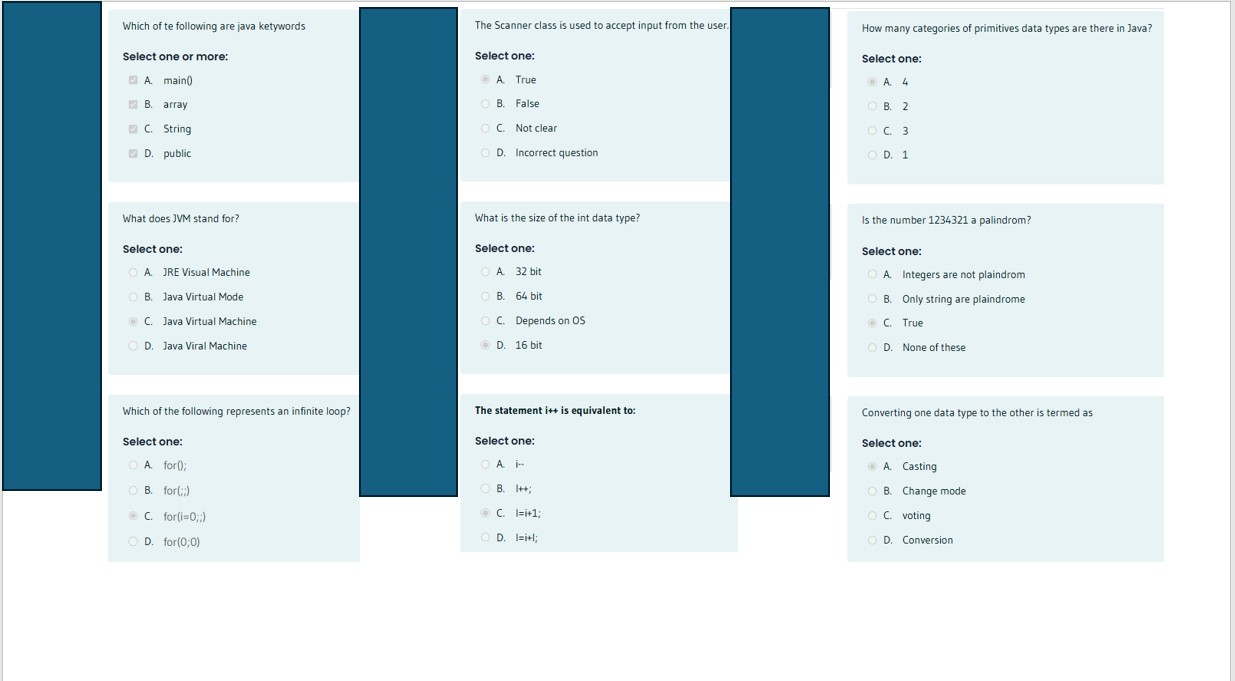 Which of te following are java ketywords
Select one or more:
A. main()
B. array
C. String
D. public
What does JVM stand for?
Select one:
A. JRE Visual Machine
B. Java Virtual Mode
C. Java Virtual Machine
D. Java Viral Machine
Which of the following represents an infinite loop?
Select one:
A. for();
B. for(;;)
C. for(i=0;;)
D. for(0;0)
The Scanner class is used to accept input from the user.
Select one:
A. True
B. False
C. Not clear
D. Incorrect question
What is the size of the int data type?
Select one:
A. 32 bit
B. 64 bit
C. Depends on OS
D. 16 bit
The statement i++ is equivalent to:
Select one:
A. i--
B. I++;
C. I=i+1;
D. I=i+I;
How many categories of primitives data types are there in Java?
Select one:
A. 4
B. 2
C. 3
D. 1
Is the number 1234321 a palindrom?
Select one:
A. Integers are not plaindrom
B. Only string are plaindrome
C. True
D. None of these
Converting one data type to the other is termed as
Select one:
A. Casting
B. Change mode
C. voting
D. Conversion